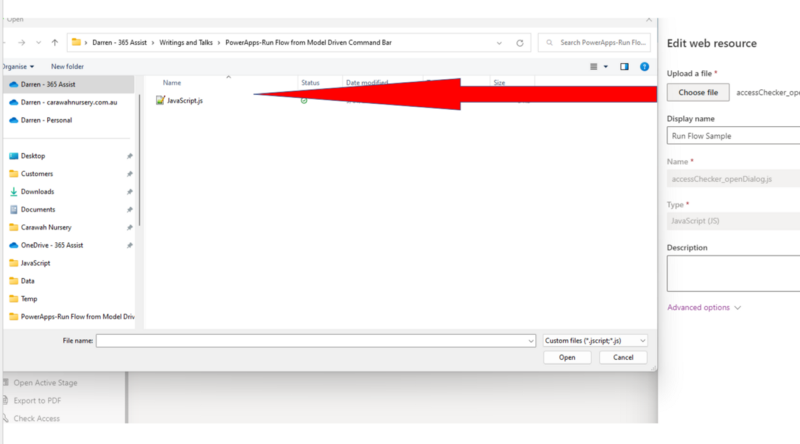 Open
Darren - 365 Assist > Writings and Talks > PowerApps-Run Flow from Model Driven Command Bar
Search PowerApps-Run Flo...
Organise
New folder
Darren - 365 Assist
Darren - carawahnursery.com.au
Darren - Personal
Desktop
Customers
Downloads
Documents
Carawah Nursery
OneDrive - 365 Assist
JavaScript
Data
Temp
PowerApps-Run Flow from Model Driv
Name
Status
Date modified
Size
JavaScript.js
File name:
Custom files (*.jscript;*.js)
Open
Cancel
Open Active Stage
Export to PDF
Check Access
Edit web resource
Upload a file *
Choose file
accessChecker_ope
Display name
Run Flow Sample
Name *
accessChecker_openDialog.js
Type *
JavaScript (JS)
Description
Advanced options